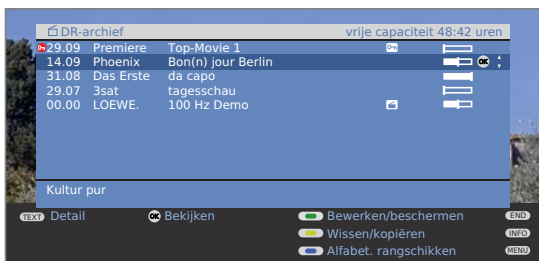 DR-archief vrije capaciteit 48:42 uren
29.09 Premiere Top-Movie 1
14.09 Phoenix Bon(n) jour Berlin OK
31.08 Das Erste da capo
29.07 3sat tagesschau
00.00 LOEWE. 100 Hz Demo
Kultur pur
TEXT Detail OK Bekijken Bewerken/beschermen END
Wissen/kopiëren INFO
Alfabet. rangschikken MENU